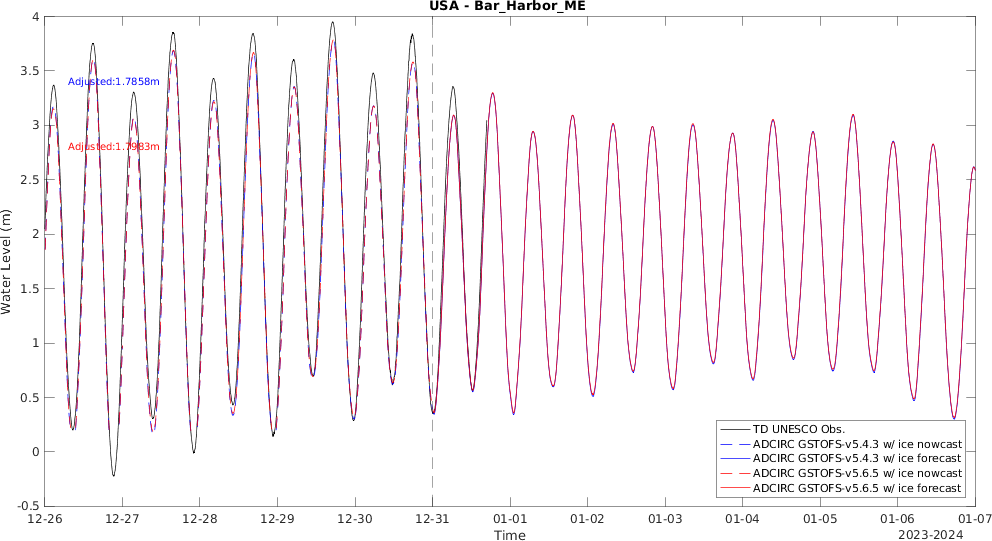 USA - Bar_Harbor_ME
Water Level (m)
4
3.5
3
2.5
2
1.5
1
0.5
0
-0.5
Adjusted:1.7858m
Adjusted:1.7983m
TD UNESCO Obs.
ADCIRC GSTOFS-v5.4.3 w/ ice nowcast
ADCIRC GSTOFS-v5.4.3 w/ ice forecast
ADCIRC GSTOFS-v5.6.5 w/ ice nowcast
ADCIRC GSTOFS-v5.6.5 w/ ice forecast
12-26 12-27 12-28 12-29 12-30 12-31 01-01 01-02 01-03 01-04 01-05 01-06 01-07
Time
2023-2024